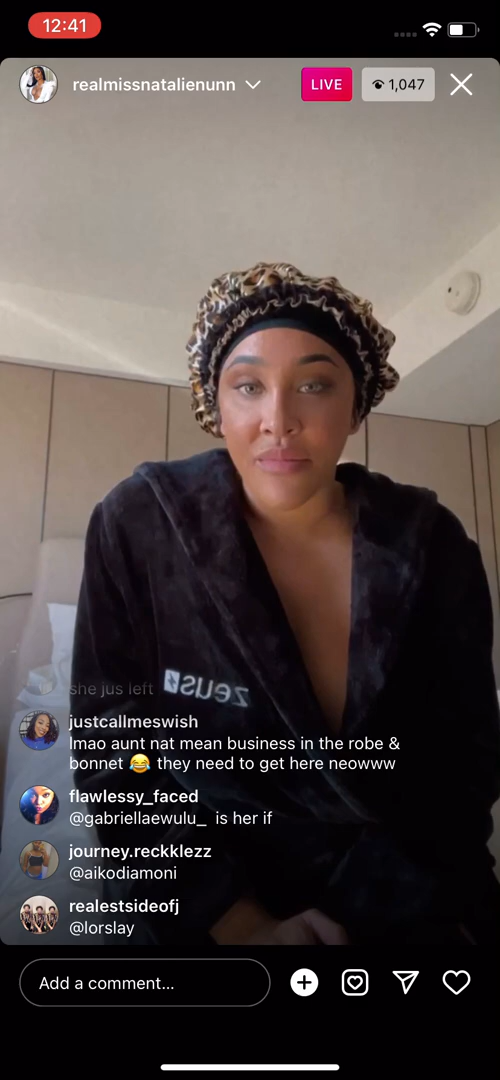 12:41
realmissnatalienunn
LIVE
1,047
she jus left
zeus
justcallmeswish
lmao aunt nat mean business in the robe &
bonnet 😂 they need to get here neowww
flawlessy_faced
@gabriellaewulu_ is her if
journey.reckklezz
@aikodiamoni
realestsideofj
@lorslay
Add a comment...